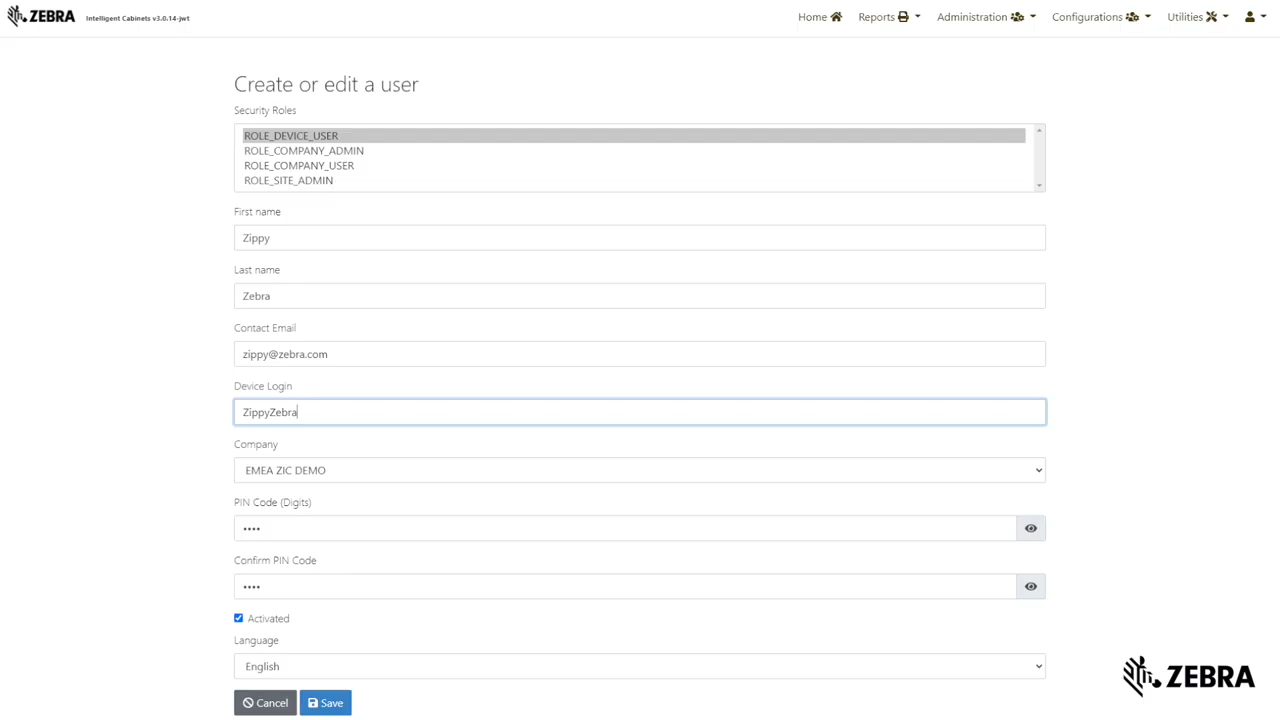 ZEBRA Intelligent Cabinets v3.0.14-jwt Home Reports Administration Configurations Utilities
Create or edit a user
Security Roles
ROLE_DEVICE_USER
ROLE_COMPANY_ADMIN
ROLE_COMPANY_USER
ROLE_SITE_ADMIN
First name
Zippy
Last name
Zebra
Contact Email
zippy@zebra.com
Device Login
ZippyZebra
Company
EMEA ZIC DEMO
PIN Code (Digits)
••••
Confirm PIN Code
••••
Activated
Language
English
Cancel Save
ZEBRA